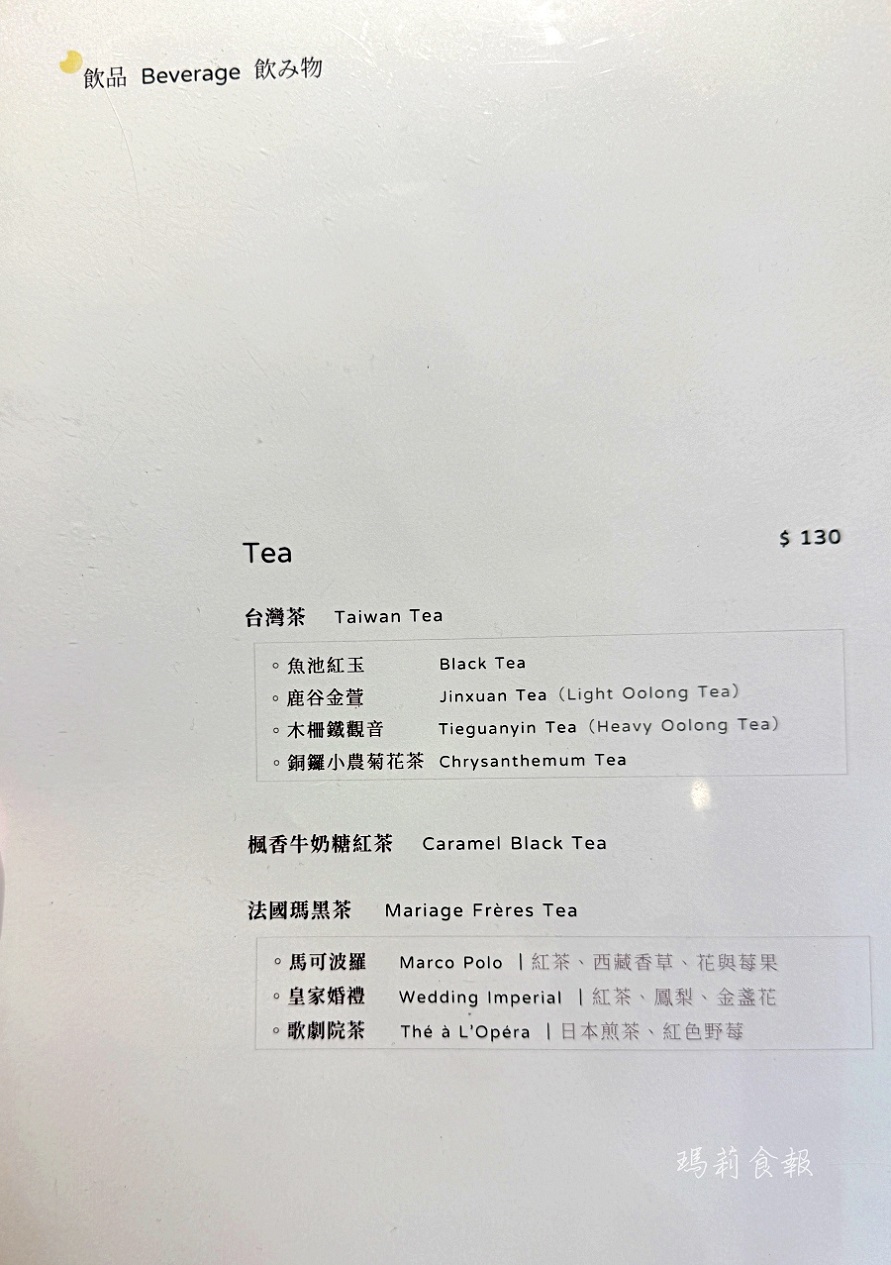 飲品 Beverage 飲み物
Tea $ 130
台灣茶 Taiwan Tea
。魚池紅玉 Black Tea
。鹿谷金萱 Jinxuan Tea（Light Oolong Tea）
。木柵鐵觀音 Tieguanyin Tea（Heavy Oolong Tea）
。銅鑼小農菊花茶 Chrysanthemum Tea
楓香牛奶糖紅茶 Caramel Black Tea
法國瑪黑茶 Mariage Frères Tea
。馬可波羅 Marco Polo｜紅茶、西藏香草、花與莓果
。皇家婚禮 Wedding Imperial｜紅茶、鳳梨、金盞花
。歌劇院茶 Thé à L'Opéra｜日本煎茶、紅色野莓
瑪莉食報